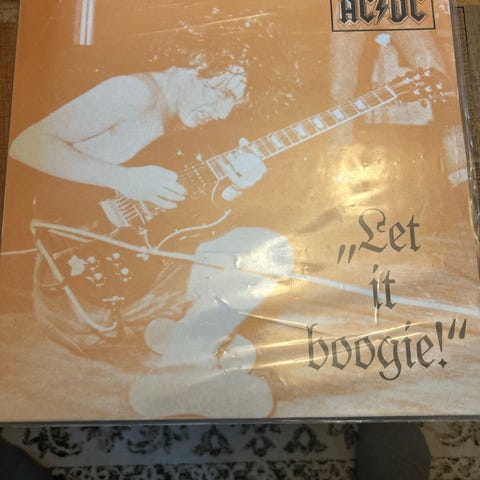 AC⚡DC
„Let
it
boogie!“